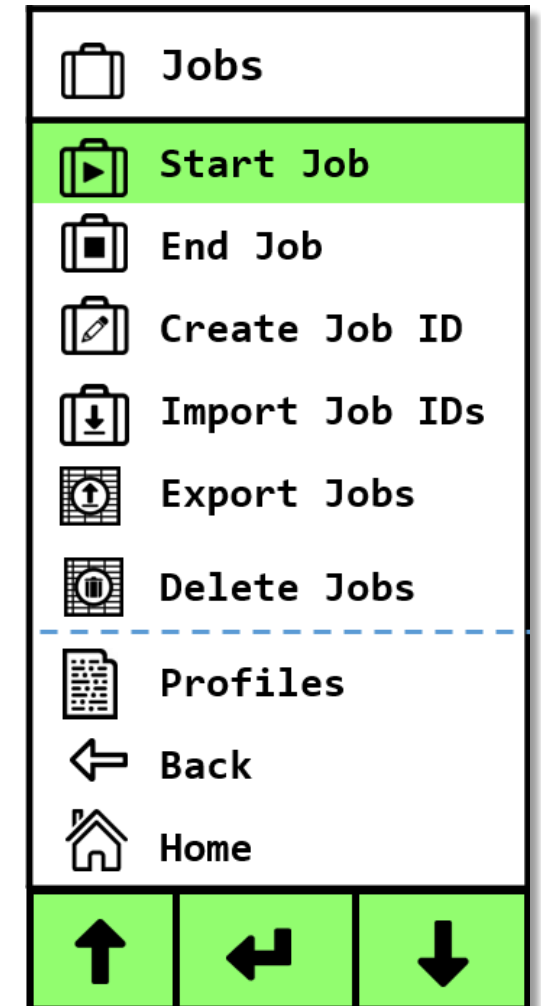 Jobs
Start Job
End Job
Create Job ID
Import Job IDs
Export Jobs
Delete Jobs
Profiles
Back
Home